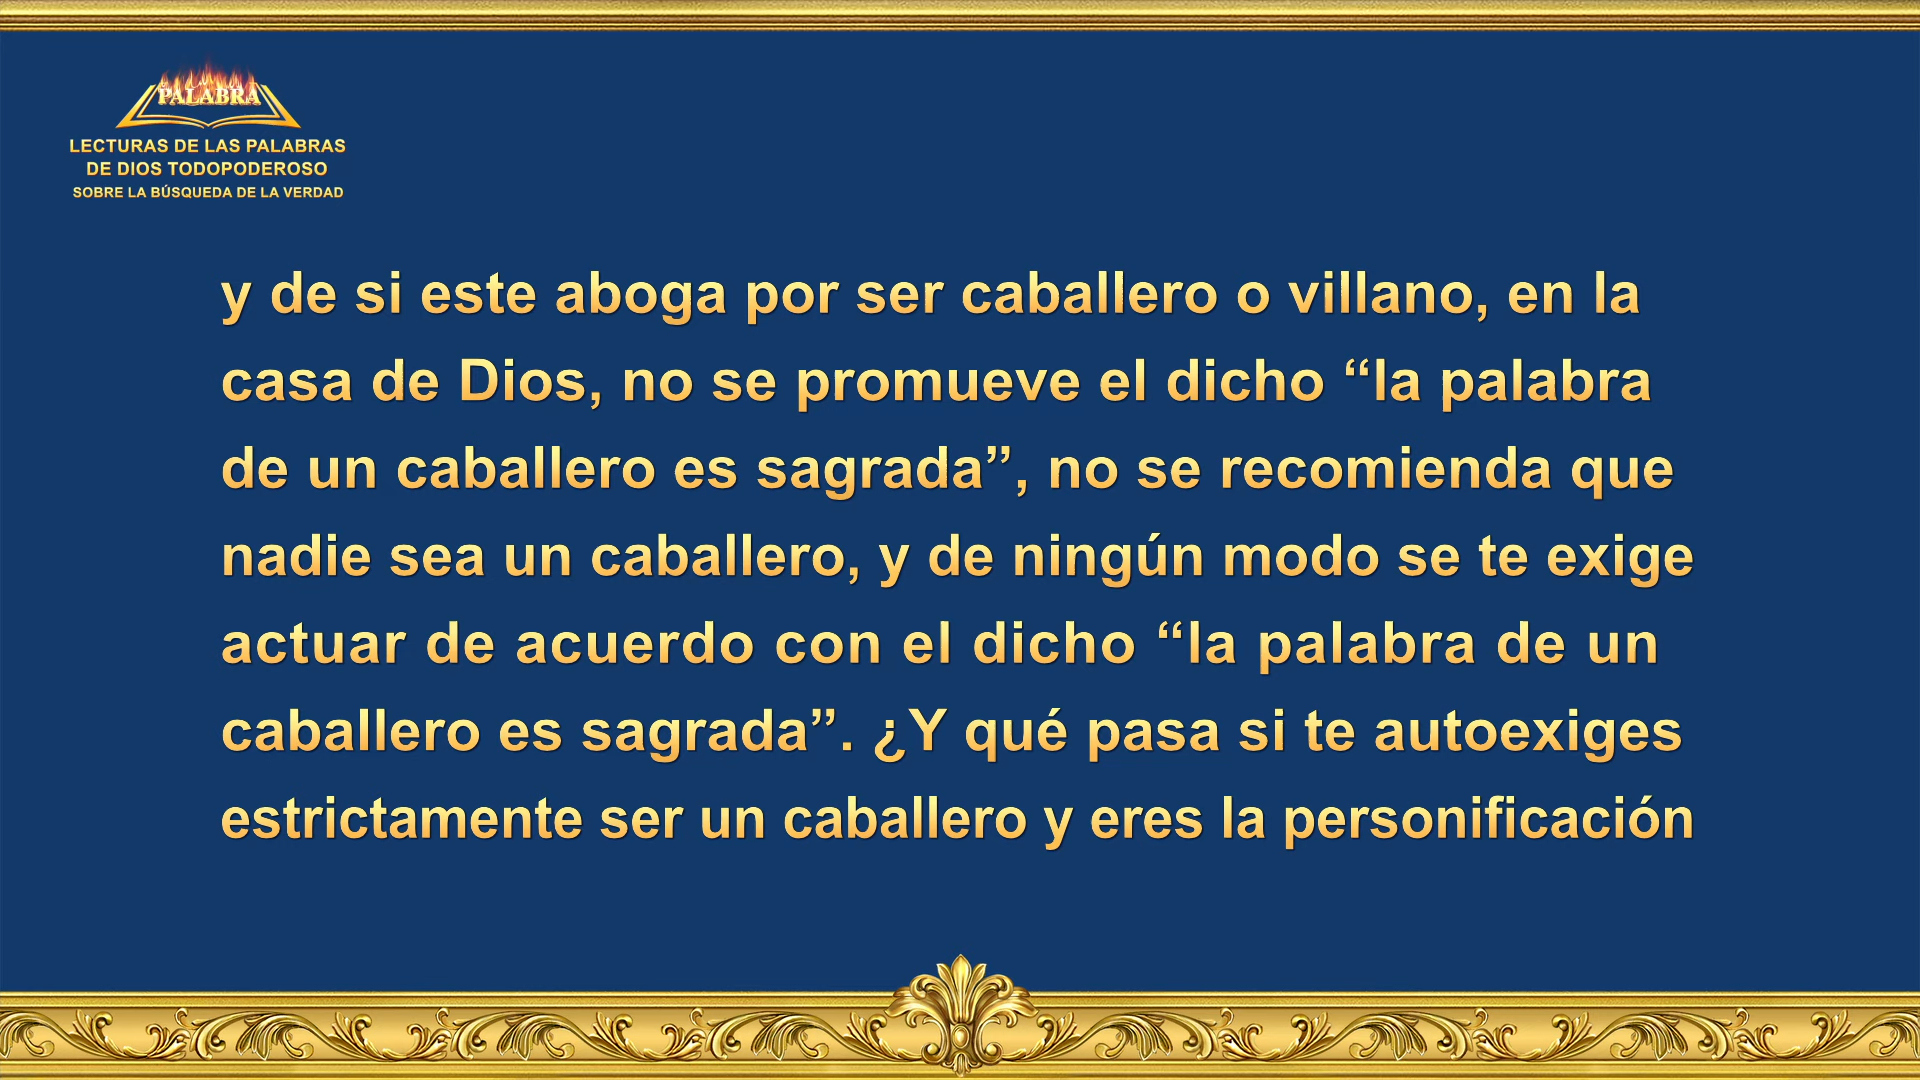 PALABRA
LECTURAS DE LAS PALABRAS
DE DIOS TODOPODEROSO
SOBRE LA BÚSQUEDA DE LA VERDAD
y de si este aboga por ser caballero o villano, en la
casa de Dios, no se promueve el dicho “la palabra
de un caballero es sagrada”, no se recomienda que
nadie sea un caballero, y de ningún modo se te exige
actuar de acuerdo con el dicho “la palabra de un
caballero es sagrada”. ¿Y qué pasa si te autoexiges
estrictamente ser un caballero y eres la personificación